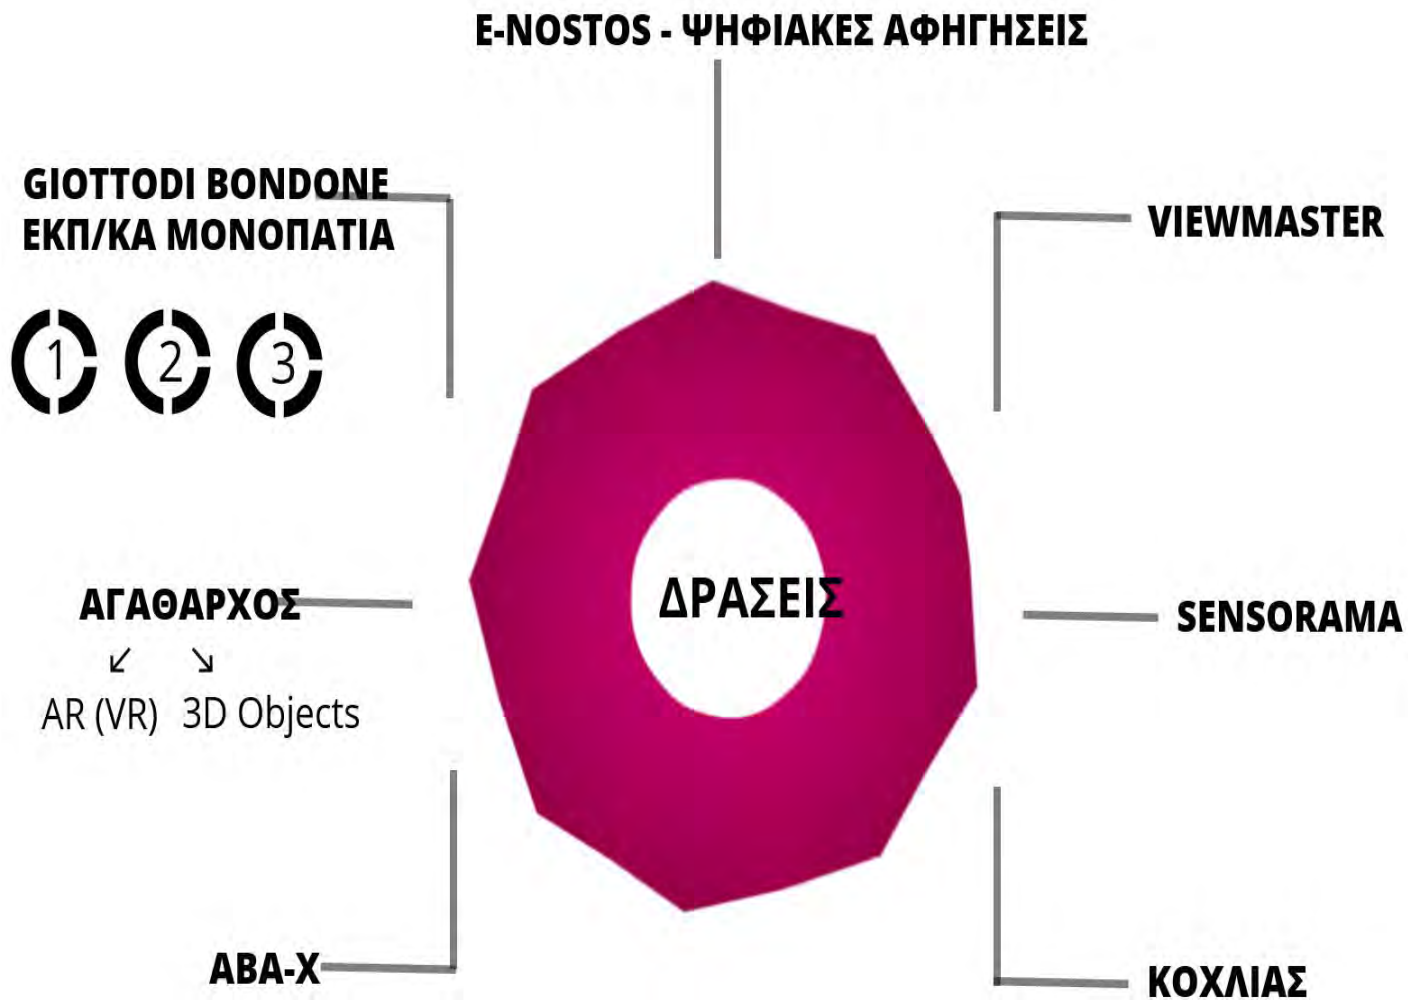 E-NOSTOS - ΨΗΦΙΑΚΕΣ ΑΦΗΓΗΣΕΙΣ
GIOTTODI BONDONE
ΕΚΠ/ΚΑ ΜΟΝΟΠΑΤΙΑ
1 2 3
VIEWMASTER
ΔΡΑΣΕΙΣ
ΑΓΑΘΑΡΧΟΣ
↙ ↘
AR (VR) 3D Objects
SENSORAMA
ABA-X
ΚΟΧΛΙΑΣ